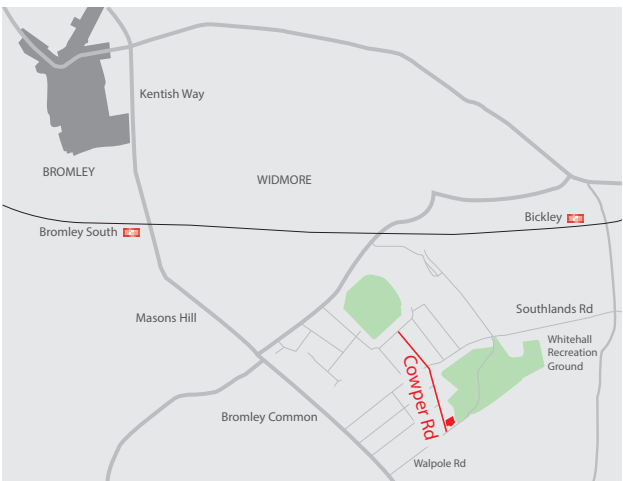 Kentish Way
BROMLEY
WIDMORE
Bickley
Bromley South
Southlands Rd
Masons Hill
Whitehall
Recreation
Ground
Cowper Rd
Bromley Common
Walpole Rd